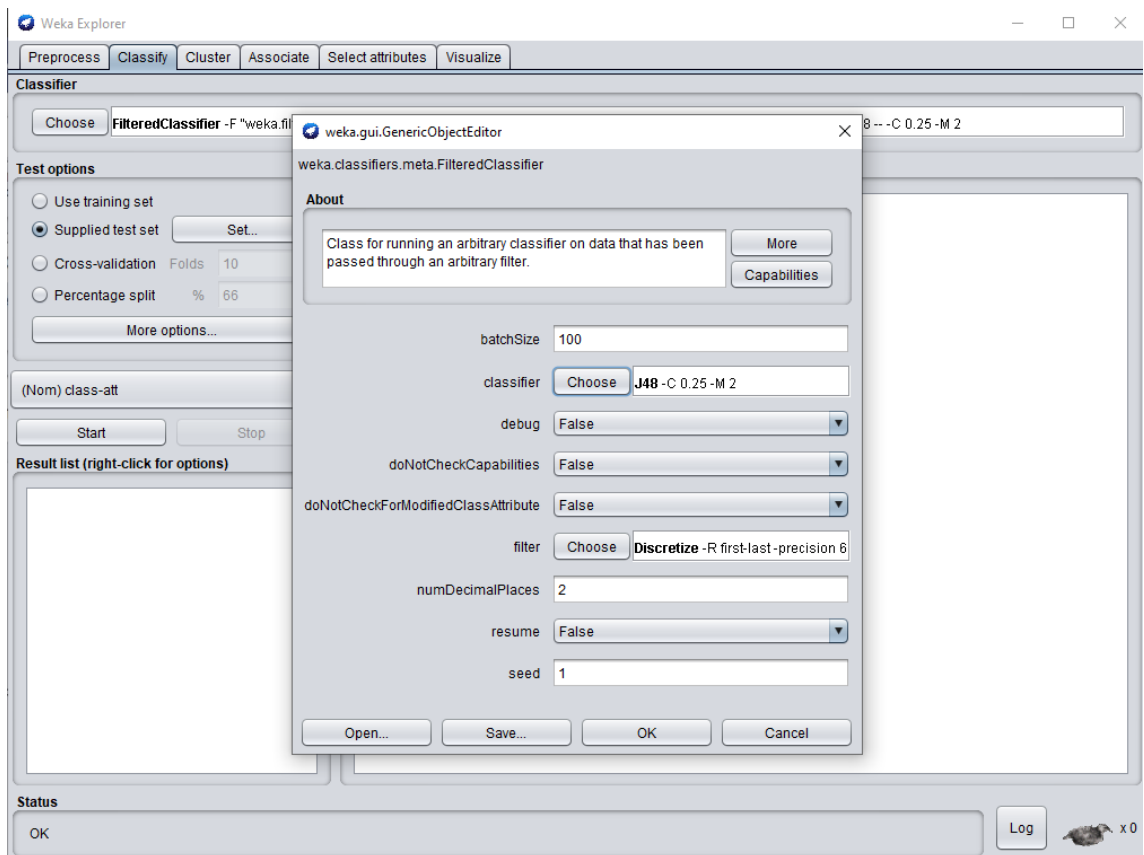 Weka Explorer
Preprocess Classify Cluster Associate Select attributes Visualize
Classifier
Choose FilteredClassifier -F "weka.fil 8 -- -C 0.25 -M 2
Test options
Use training set
Supplied test set Set...
Cross-validation Folds 10
Percentage split % 66
More options...
(Nom) class-att
Start Stop
Result list (right-click for options)
weka.gui.GenericObjectEditor
weka.classifiers.meta.FilteredClassifier
About
Class for running an arbitrary classifier on data that has been
passed through an arbitrary filter.
More
Capabilities
batchSize 100
classifier Choose J48 -C 0.25 -M 2
debug False
doNotCheckCapabilities False
doNotCheckForModifiedClassAttribute False
filter Choose Discretize -R first-last -precision 6
numDecimalPlaces 2
resume False
seed 1
Open... Save... OK Cancel
Status
OK
Log x 0